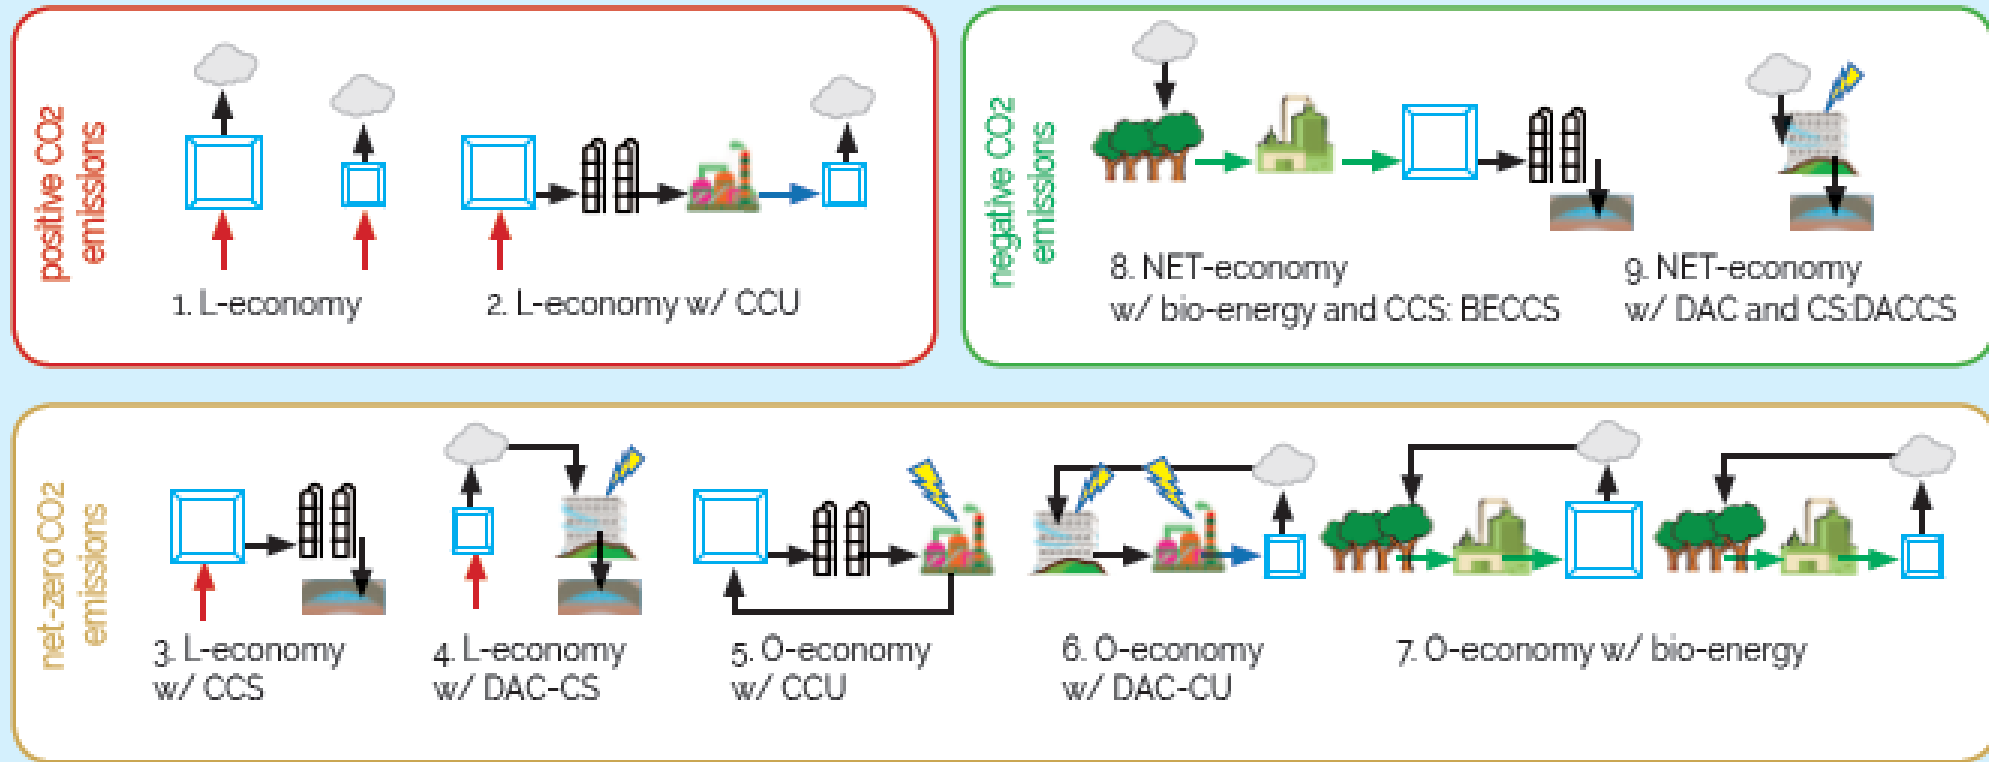 positive CO2
emissions
1. L-economy
2. L-economy w/ CCU
negative CO2
emissions
8. NET-economy
w/ bio-energy and CCS: BECCS
9. NET-economy
w/ DAC and CS:DACCS
net-zero CO2
emissions
3. L-economy
w/ CCS
4. L-economy
w/ DAC-CS
5. O-economy
w/ CCU
6. O-economy
w/ DAC-CU
7. O-economy w/ bio-energy